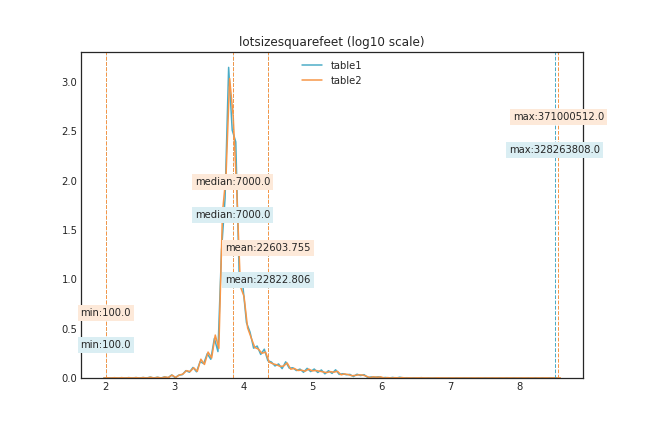 lotsizesquarefeet (log10 scale)
table1
table2
3.0
2.5
2.0
1.5
1.0
0.5
0.0
max:371000512.0
max:328263808.0
median:7000.0
median:7000.0
mean:22603.755
mean:22822.806
min:100.0
min:100.0
2 3 4 5 6 7 8